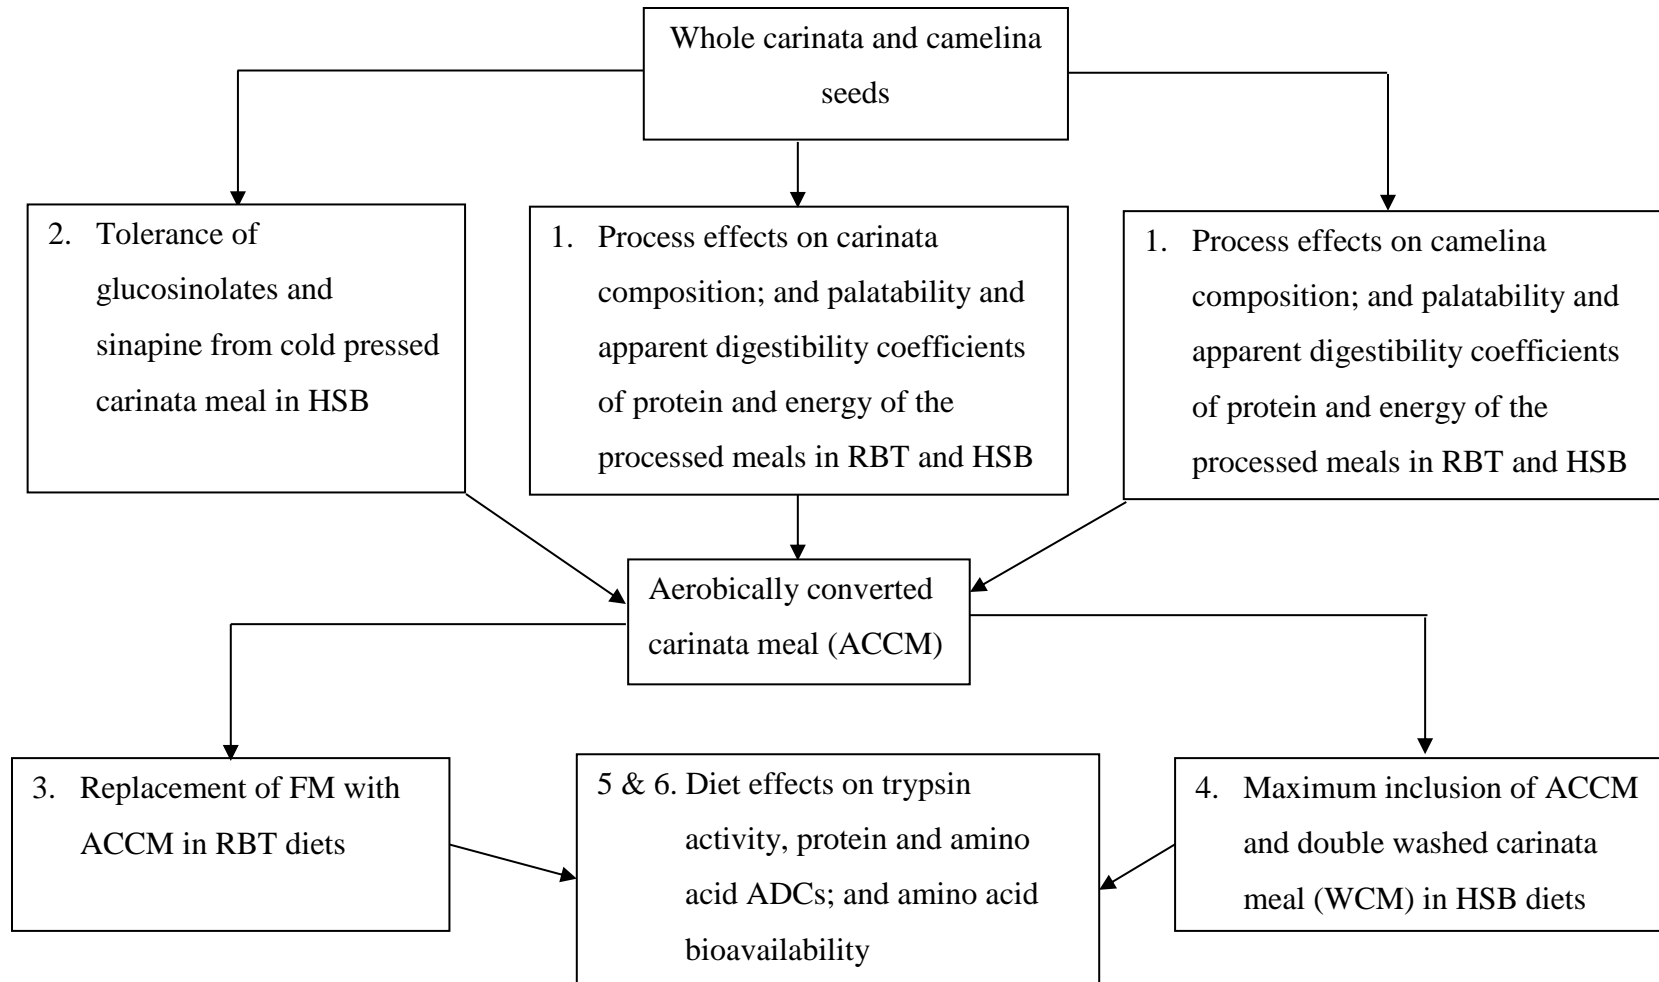 Whole carinata and camelina
seeds
2. Tolerance of
glucosinolates and
sinapine from cold pressed
carinata meal in HSB
1. Process effects on carinata
composition; and palatability and
apparent digestibility coefficients
of protein and energy of the
processed meals in RBT and HSB
1. Process effects on camelina
composition; and palatability and
apparent digestibility coefficients
of protein and energy of the
processed meals in RBT and HSB
Aerobically converted
carinata meal (ACCM)
3. Replacement of FM with
ACCM in RBT diets
5 & 6. Diet effects on trypsin
activity, protein and amino
acid ADCs; and amino acid
bioavailability
4. Maximum inclusion of ACCM
and double washed carinata
meal (WCM) in HSB diets